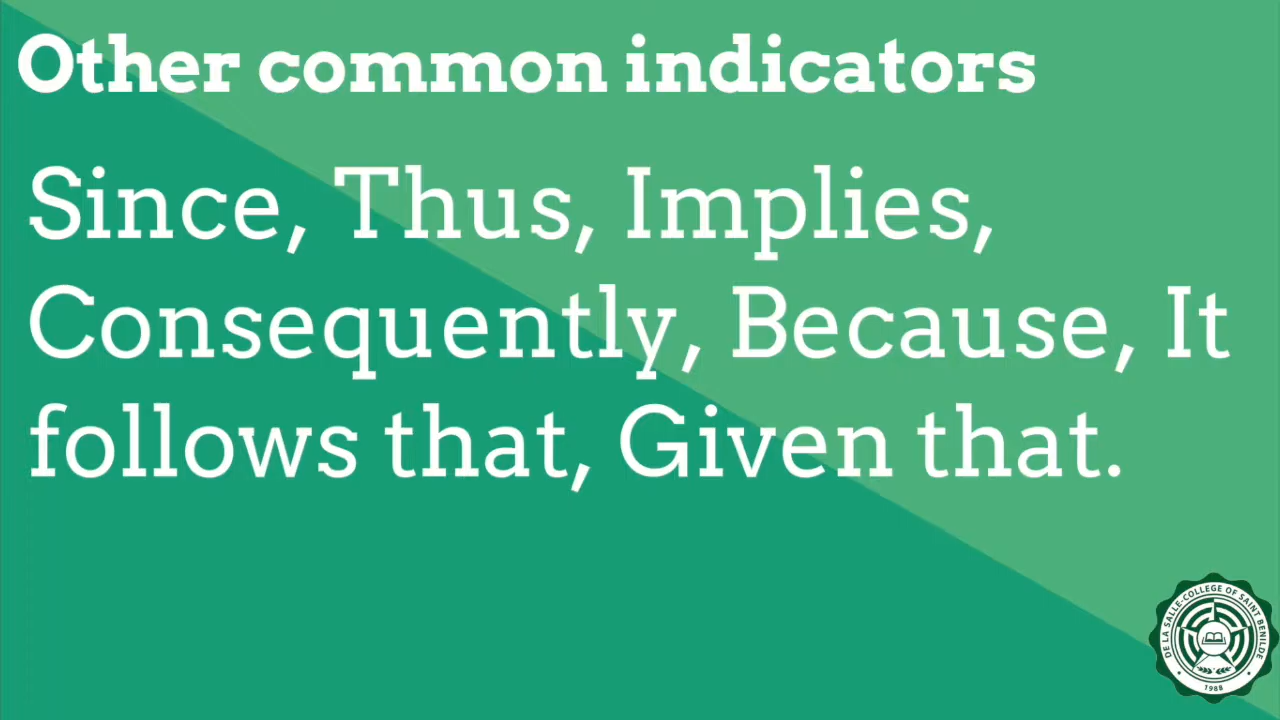 Other common indicators
Since, Thus, Implies,
Consequently, Because, It
follows that, Given that.
DE LA SALLE-COLLEGE OF SAINT BENILDE
1988